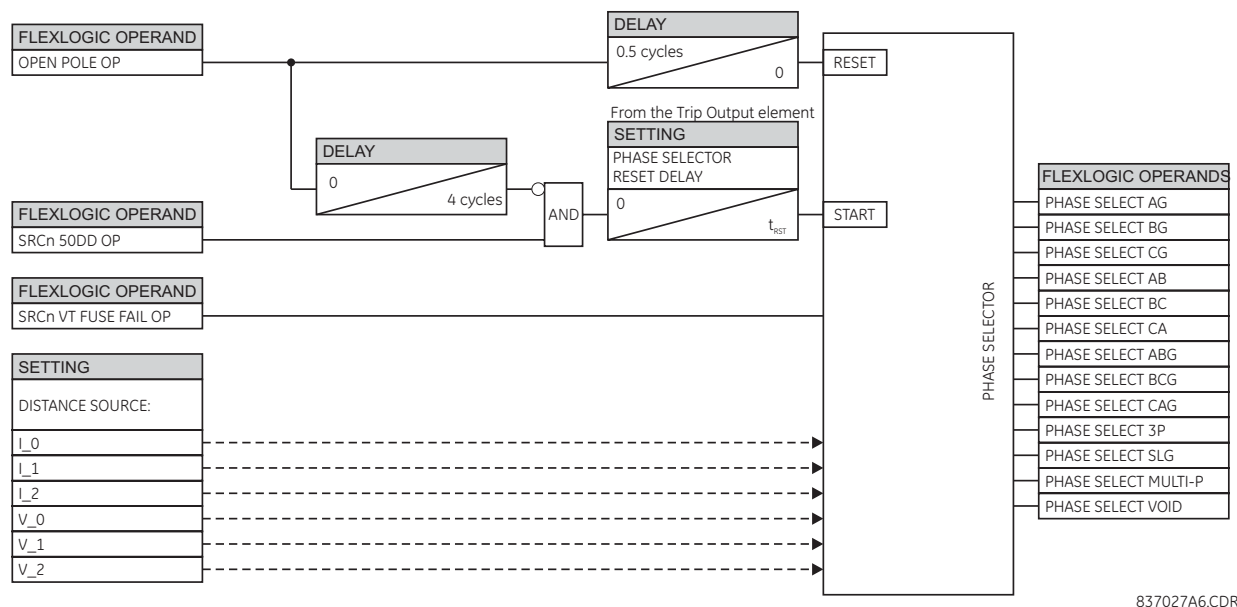 FLEXLOGIC OPERAND
OPEN POLE OP
DELAY
0.5 cycles
0
RESET
DELAY
0
4 cycles
AND
From the Trip Output element
SETTING
PHASE SELECTOR
RESET DELAY
0
tRST
START
FLEXLOGIC OPERAND
SRCn 50DD OP
FLEXLOGIC OPERAND
SRCn VT FUSE FAIL OP
SETTING
DISTANCE SOURCE:
I_0
I_1
I_2
V_0
V_1
V_2
PHASE SELECTOR
FLEXLOGIC OPERANDS
PHASE SELECT AG
PHASE SELECT BG
PHASE SELECT CG
PHASE SELECT AB
PHASE SELECT BC
PHASE SELECT CA
PHASE SELECT ABG
PHASE SELECT BCG
PHASE SELECT CAG
PHASE SELECT 3P
PHASE SELECT SLG
PHASE SELECT MULTI-P
PHASE SELECT VOID
837027A6.CDR